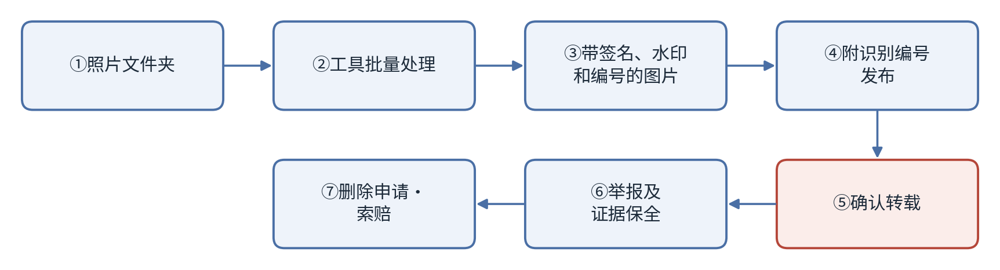 ①照片文件夹
②工具批量处理
③带签名、水印
和编号的图片
④附识别编号
发布
⑤确认转载
⑥举报及
证据保全
⑦删除申请・
索赔